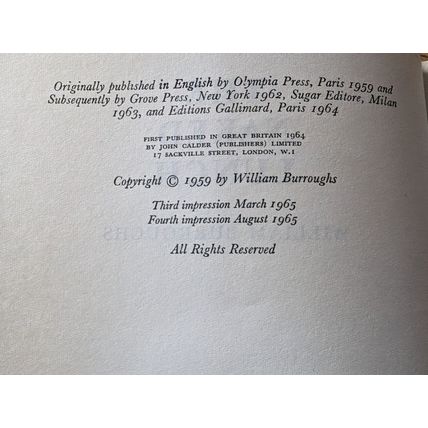 Originally published in English by Olympia Press, Paris 1959 and
Subsequently by Grove Press, New York 1962, Sugar Editore, Milan
1963, and Editions Gallimard, Paris 1964
FIRST PUBLISHED IN GREAT BRITAIN 1964
BY JOHN CALDER (PUBLISHERS) LIMITED
17 SACKVILLE STREET, LONDON, W.1
Copyright © 1959 by William Burroughs
Third impression March 1965
Fourth impression August 1965
All Rights Reserved